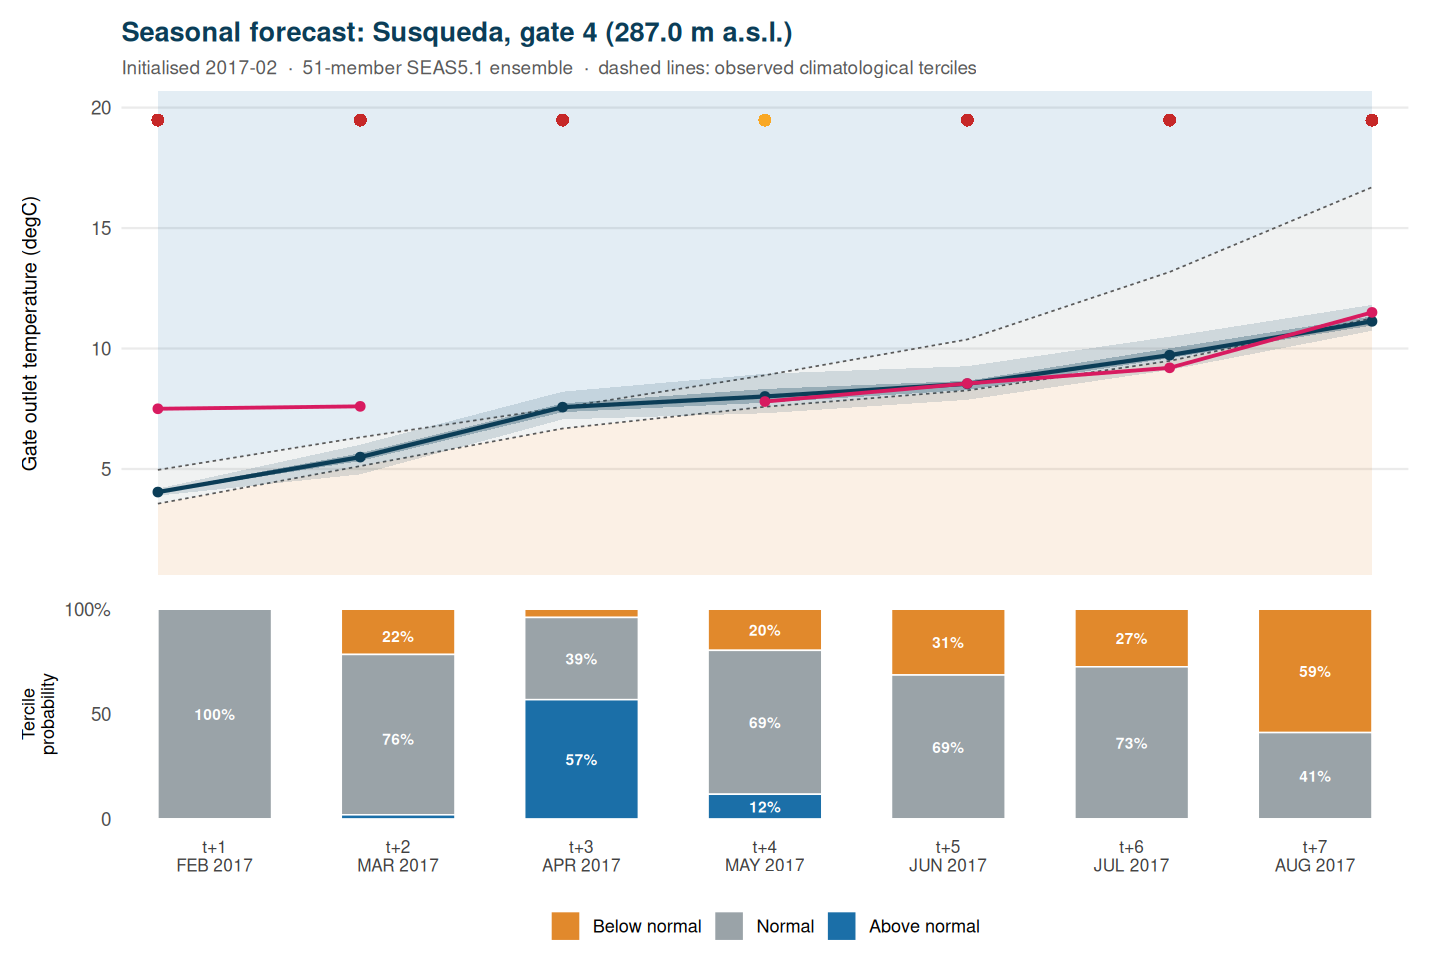 Seasonal forecast: Susqueda, gate 4 (287.0 m a.s.l.)
Initialised 2017-02 · 51-member SEAS5.1 ensemble · dashed lines: observed climatological terciles
Gate outlet temperature (degC)
20
15
10
5
Tercile
probability
100%
50
0
100%
22%
76%
39%
57%
20%
69%
12%
31%
69%
27%
73%
59%
41%
t+1
FEB 2017
t+2
MAR 2017
t+3
APR 2017
t+4
MAY 2017
t+5
JUN 2017
t+6
JUL 2017
t+7
AUG 2017
Below normal
Normal
Above normal